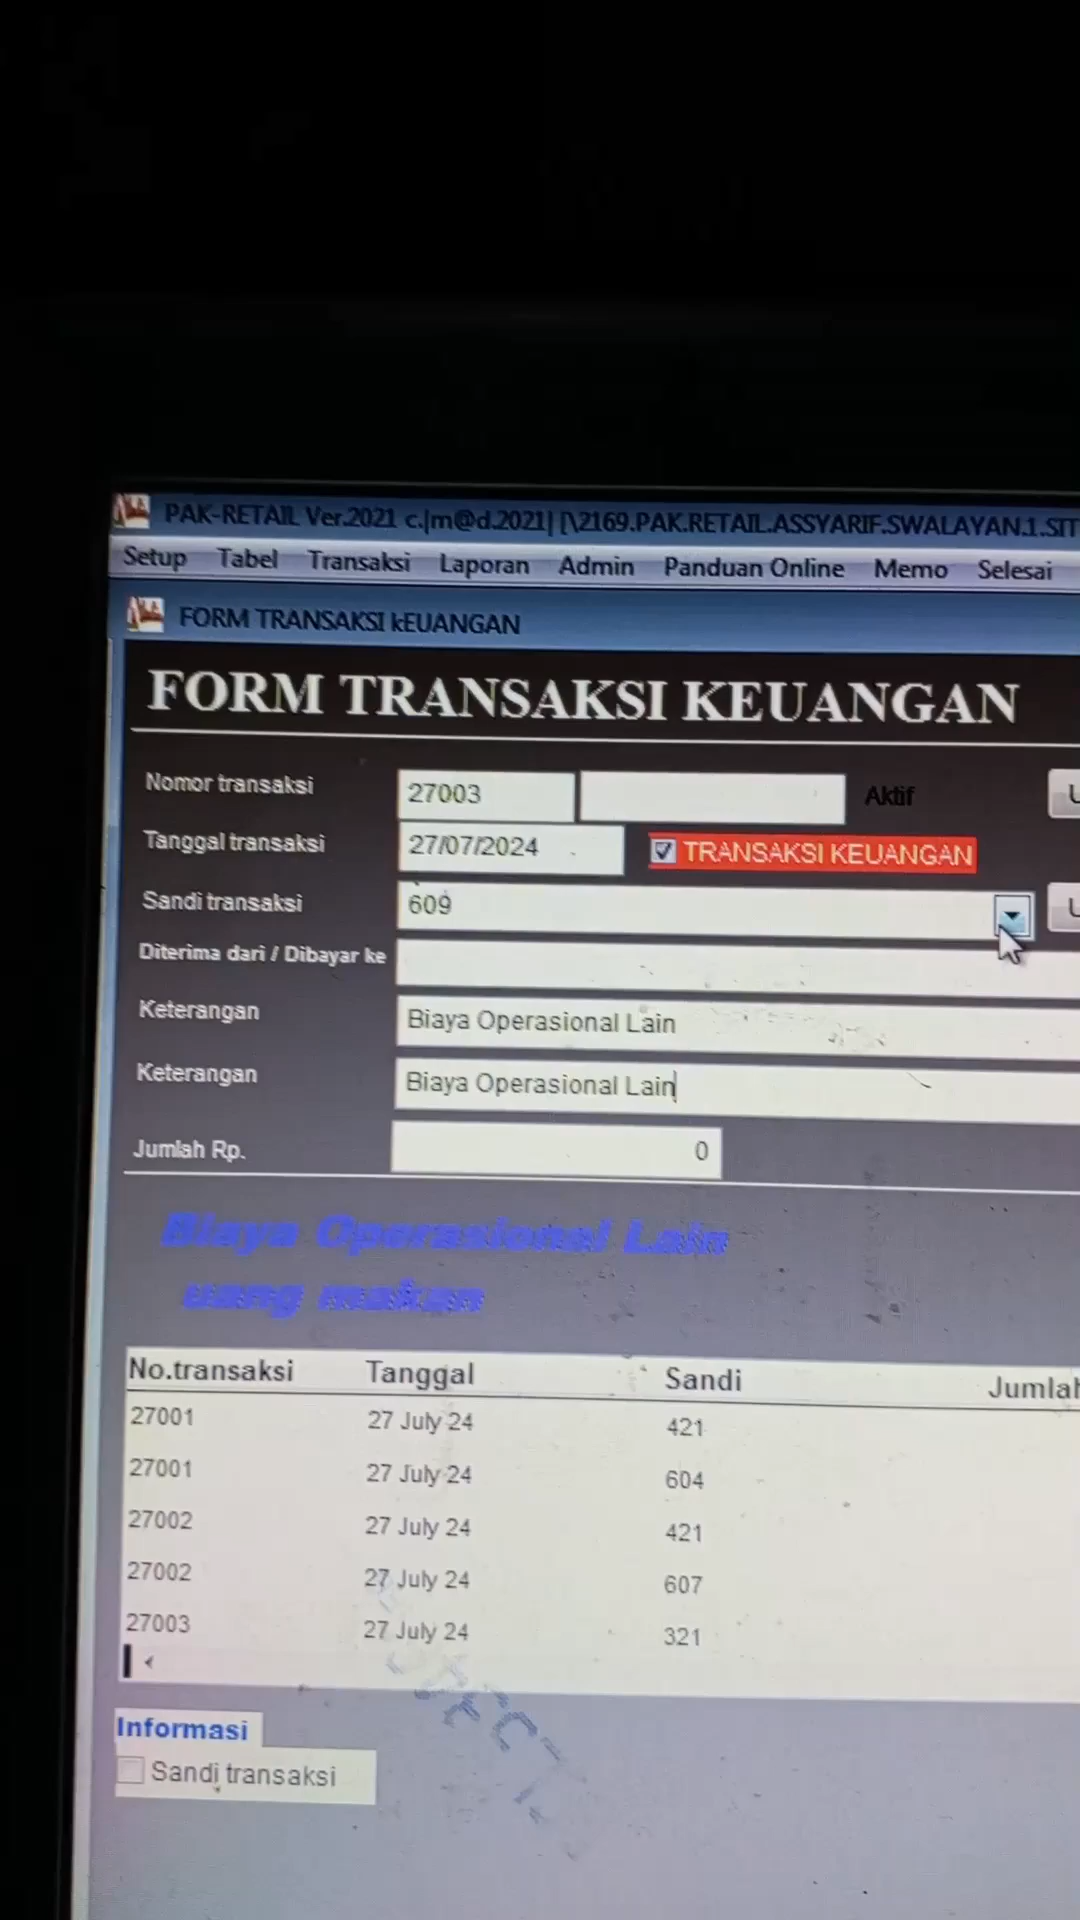 PAK-RETAIL Ver.2021 c.|m@d.2021| [\2169.PAK.RETAIL.ASSYARIF.SWALAYAN.1.SIT
Setup Tabel Transaksi Laporan Admin Panduan Online Memo Selesai
FORM TRANSAKSI kEUANGAN
FORM TRANSAKSI KEUANGAN
Nomor transaksi 27003 Aktif U
Tanggal transaksi 27/07/2024 TRANSAKSI KEUANGAN
Sandi transaksi 609 U
Diterima dari / Dibayar ke
Keterangan Biaya Operasional Lain
Keterangan Biaya Operasional Lain
Jumlah Rp. 0
Biaya Operasional Lain
uang makan
No.transaksi Tanggal Sandi Jumlah
27001 27 July 24 421
27001 27 July 24 604
27002 27 July 24 421
27002 27 July 24 607
27003 27 July 24 321
Informasi
Sandi transaksi